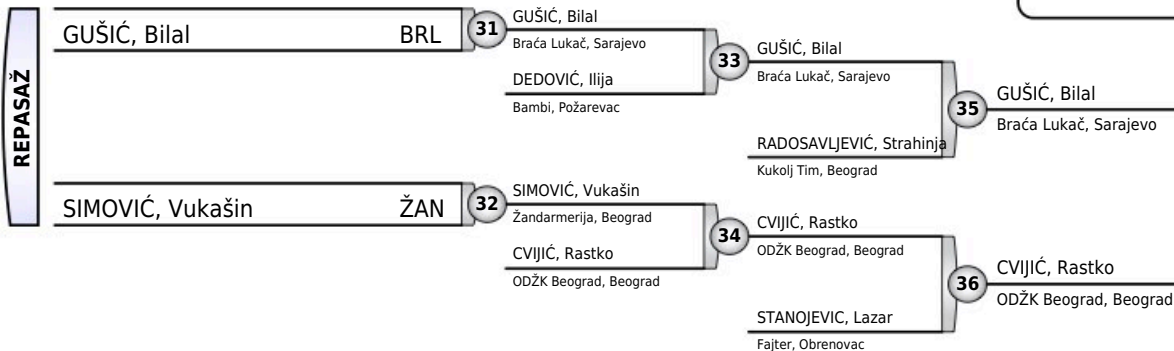 REPASAŽ
GUŠIĆ, Bilal BRL
31
GUŠIĆ, Bilal
Braća Lukač, Sarajevo
DEDOVIĆ, Ilija
Bambi, Požarevac
33
GUŠIĆ, Bilal
Braća Lukač, Sarajevo
RADOSAVLJEVIĆ, Strahinja
Kukolj Tim, Beograd
35
GUŠIĆ, Bilal
Braća Lukač, Sarajevo
SIMOVIĆ, Vukašin ŽAN
32
SIMOVIĆ, Vukašin
Žandarmerija, Beograd
CVIJIĆ, Rastko
ODŽK Beograd, Beograd
34
CVIJIĆ, Rastko
ODŽK Beograd, Beograd
STANOJEVIC, Lazar
Fajter, Obrenovac
36
CVIJIĆ, Rastko
ODŽK Beograd, Beograd